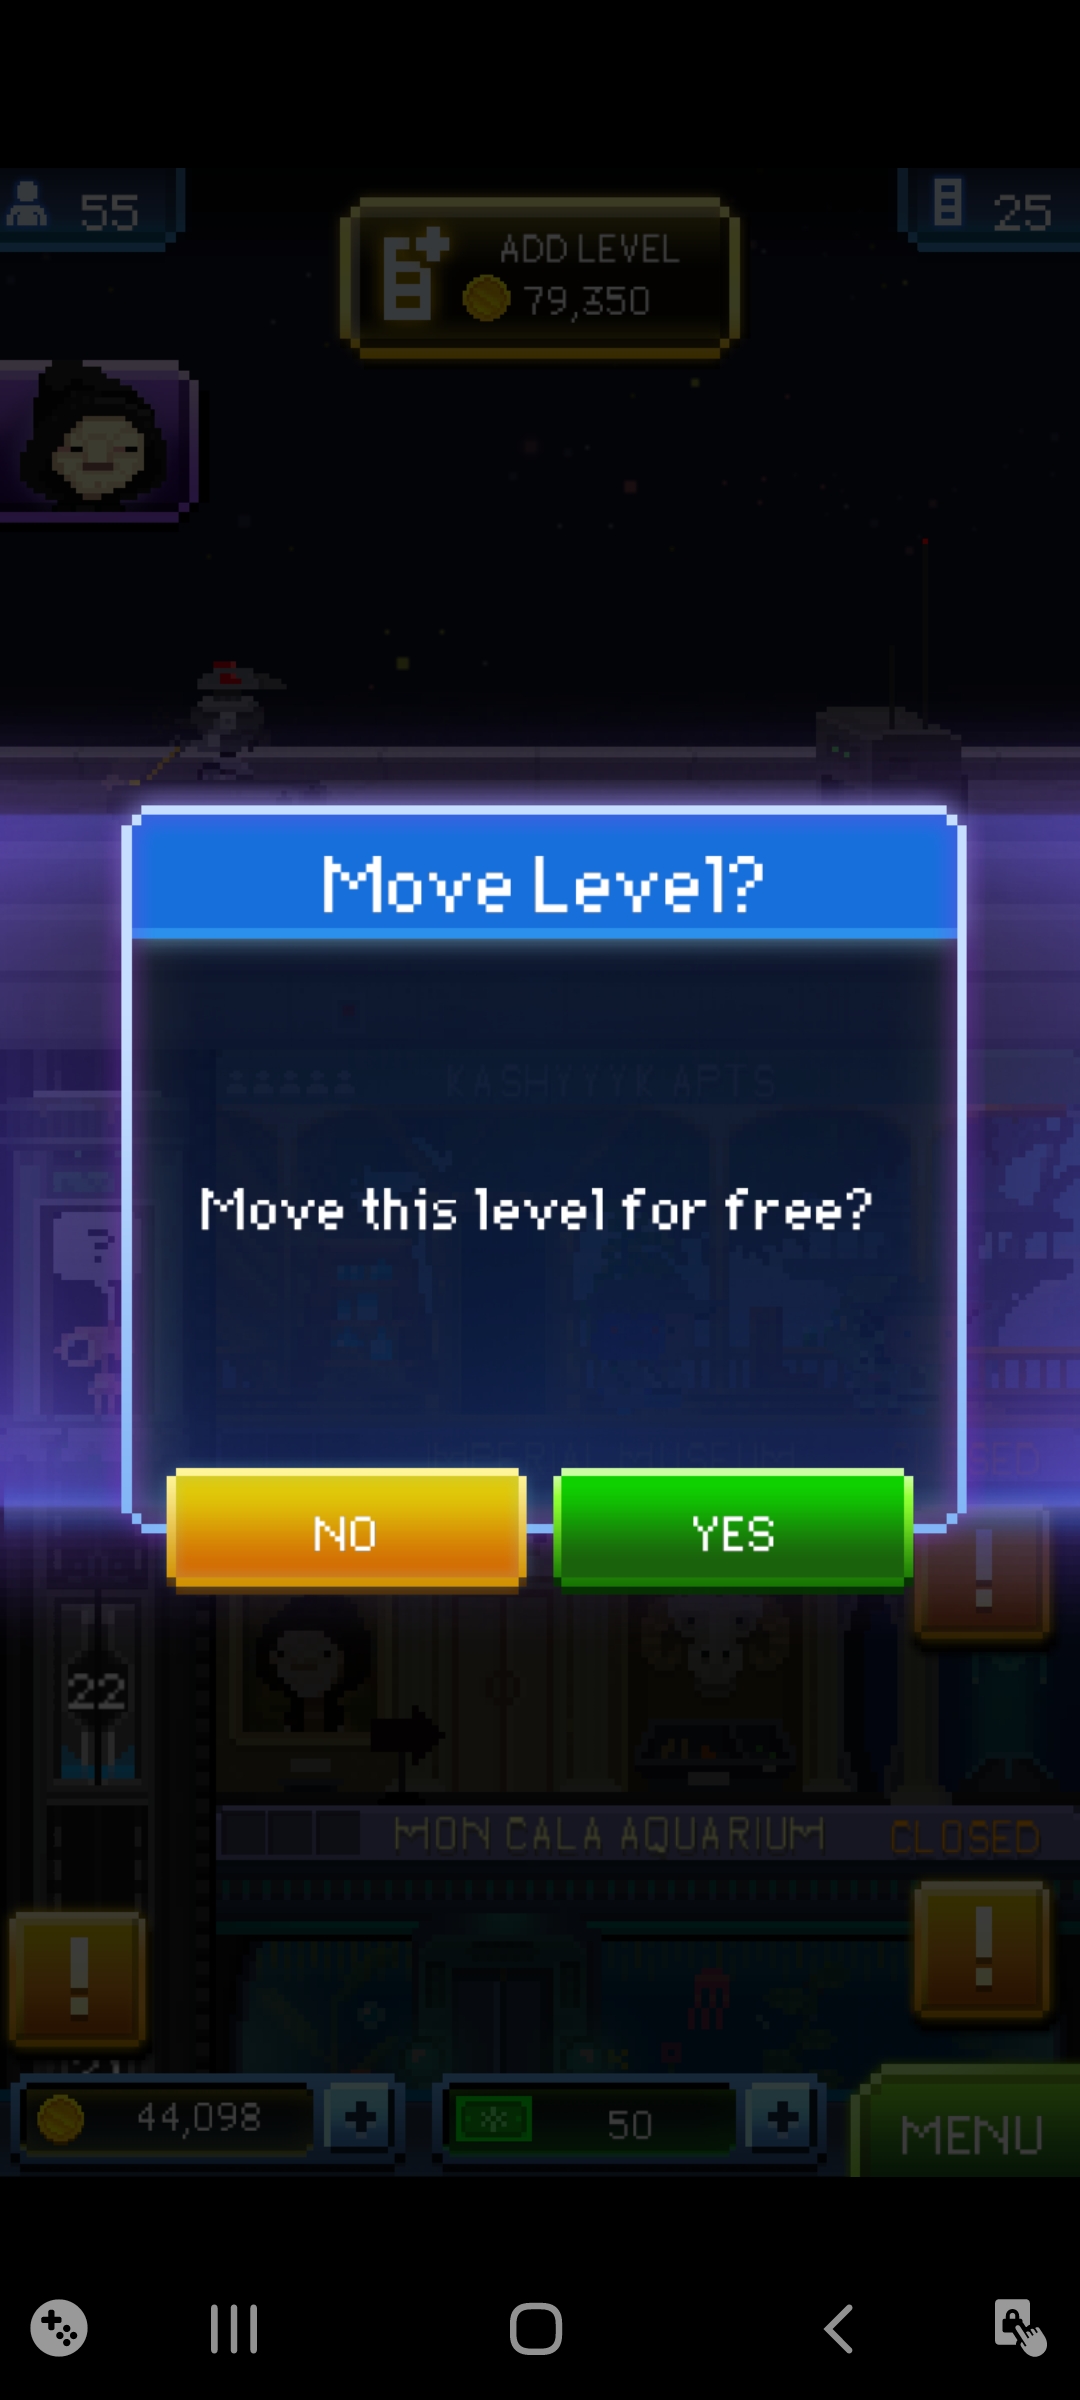 55
25
ADD LEVEL
79,350
Move Level?
KASHYYYK APTS
Move this level for free?
IMPERIAL MUSEUM
NO
YES
22
MON CALA AQUARIUM
CLOSED
44,098
50
MENU